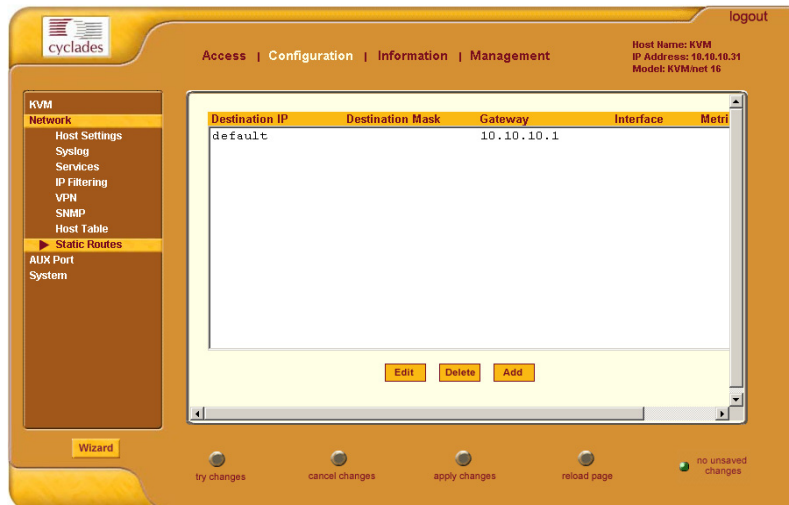 logout
cyclades
Access | Configuration | Information | Management
Host Name: KVM
IP Address: 10.10.10.31
Model: KVM/net 16
KVM
Network
Host Settings
Syslog
Services
IP Filtering
VPN
SNMP
Host Table
Static Routes
AUX Port
System
Destination IP Destination Mask Gateway Interface Metri
default 10.10.10.1
Edit Delete Add
Wizard
try changes cancel changes apply changes reload page
no unsaved
changes